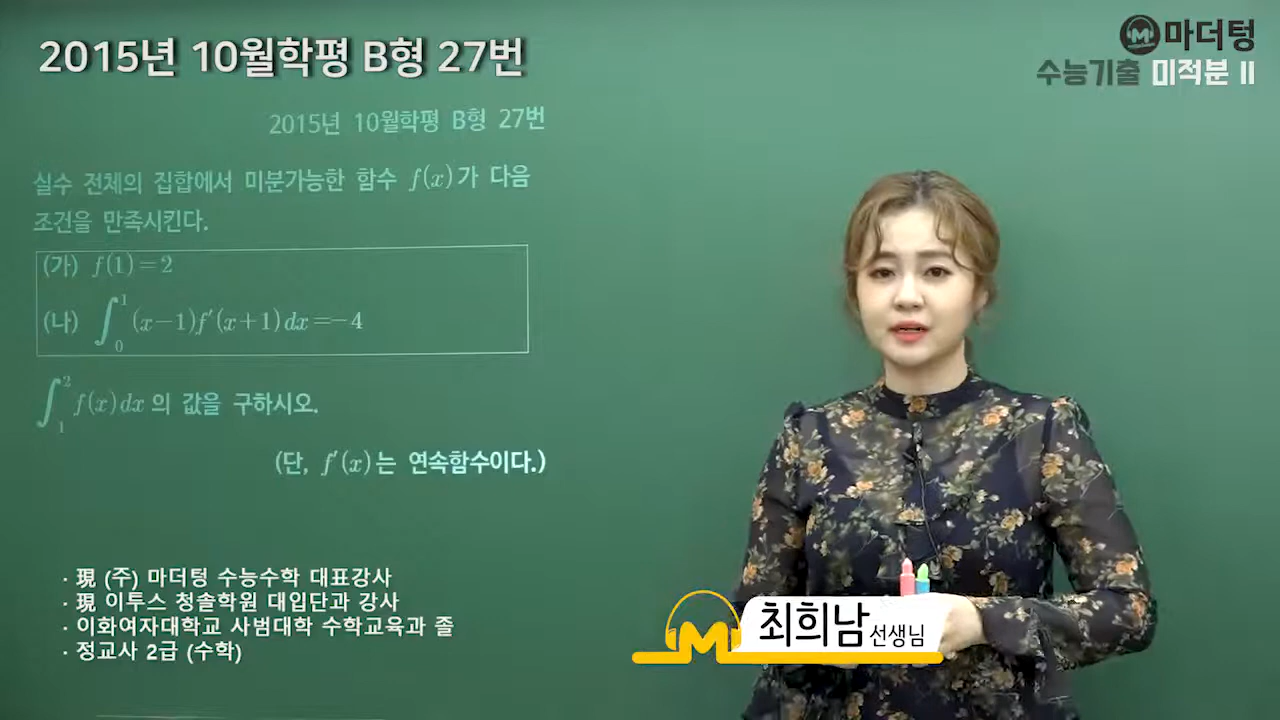 2015년 10월학평 B형 27번
마더텅
수능기출 미적분 II
2015년 10월학평 B형 27번
실수 전체의 집합에서 미분가능한 함수 f(x)가 다음
조건을 만족시킨다.
(가) f(1)=2
(나) ∫₀¹(x−1)f′(x+1)dx=−4
∫₁²f(x)dx의 값을 구하시오.
(단, f′(x)는 연속함수이다.)
· 現 (주) 마더텅 수능수학 대표강사
· 現 이투스 청솔학원 대입단과 강사
· 이화여자대학교 사범대학 수학교육과 졸
· 정교사 2급 (수학)
M 최희남 선생님